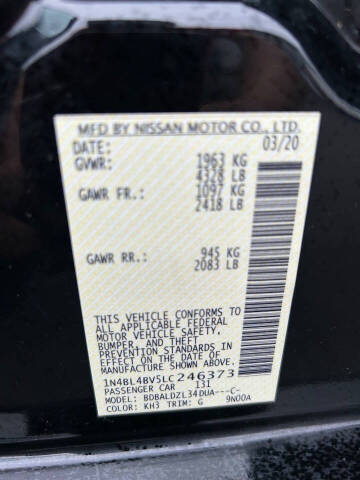 MFD BY NISSAN MOTOR CO., LTD.
DATE: 03/20
GVWR: 1963 KG
4328 LB
GAWR FR.: 1097 KG
2418 LB
GAWR RR.: 945 KG
2083 LB
THIS VEHICLE CONFORMS
TO ALL APPLICABLE FEDERAL
MOTOR VEHICLE SAFETY,
BUMPER, AND THEFT
PREVENTION STANDARDS IN
EFFECT ON THE DATE OF
MANUFACTURE SHOWN ABOVE.
1N4BL4BV5LC246373
PASSENGER CAR 131
MODEL: BDBALDZL34DUA---C-
COLOR: KH3 TRIM: G 9N00A